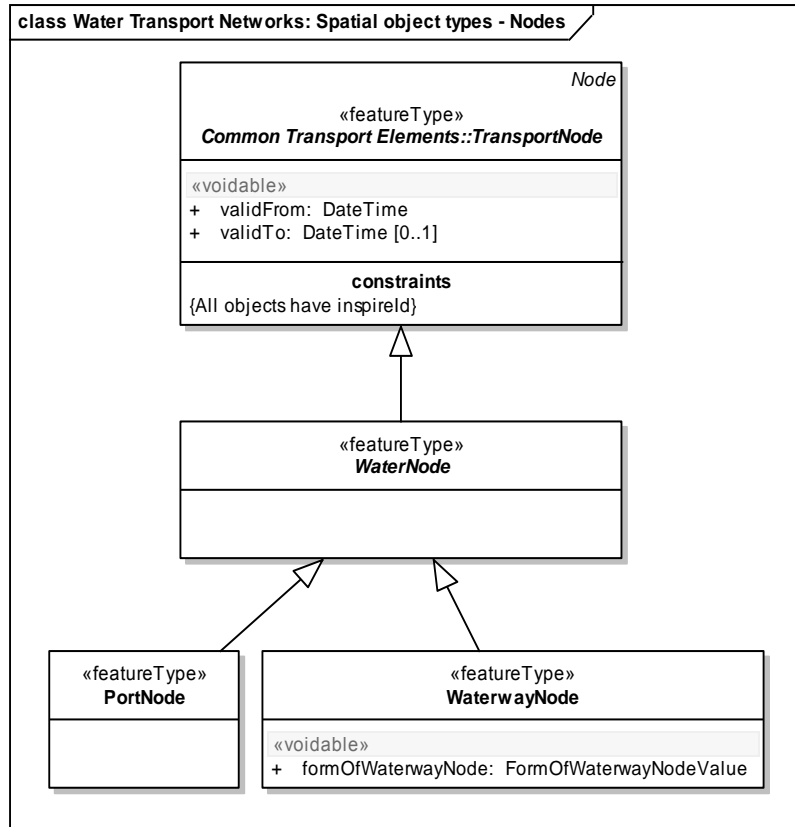 class Water Transport Networks: Spatial object types - Nodes
Node
«featureType»
Common Transport Elements::TransportNode
«voidable»
+ validFrom: DateTime
+ validTo: DateTime [0..1]
constraints
{All objects have inspireId}
«featureType»
WaterNode
«featureType»
PortNode
«featureType»
WaterwayNode
«voidable»
+ formOfWaterwayNode: FormOfWaterwayNodeValue